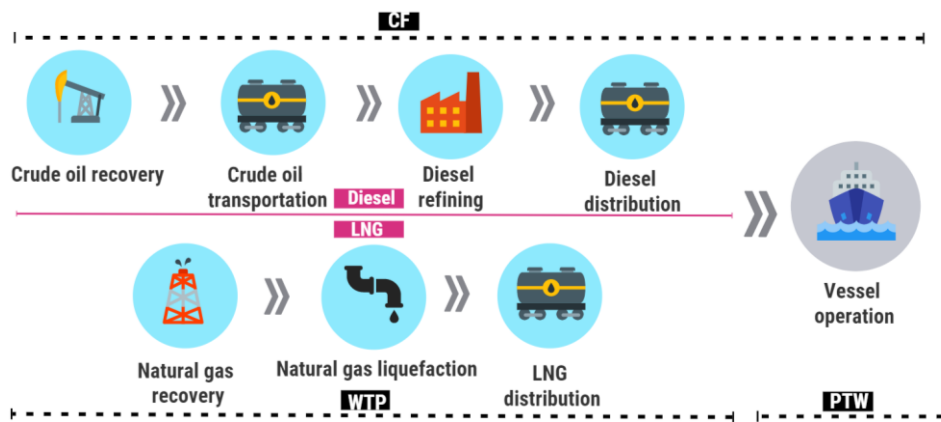 CF
Crude oil recovery
Crude oil
transportation
Diesel
refining
Diesel
distribution
Diesel
LNG
Natural gas
recovery
Natural gas liquefaction
LNG
distribution
Vessel
operation
WTP
PTW